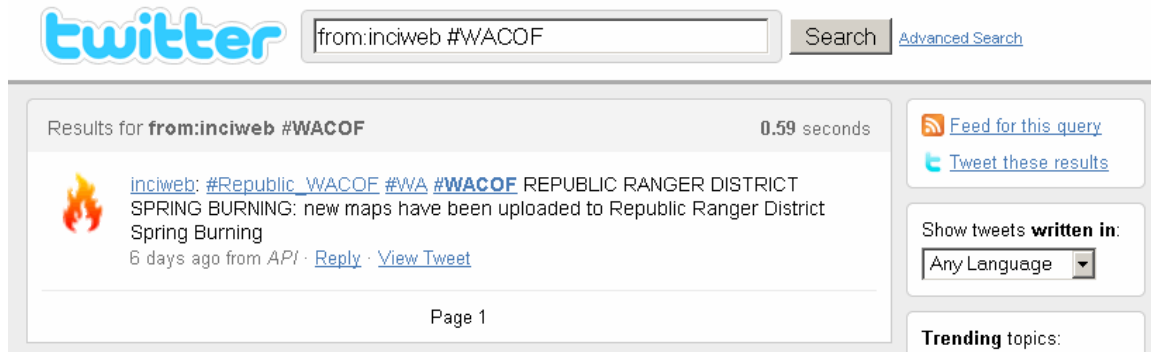 twitter from:inciweb #WACOF Search Advanced Search
Results for from:inciweb #WACOF 0.59 seconds
inciweb: #Republic_WACOF #WA #WACOF REPUBLIC RANGER DISTRICT
SPRING BURNING: new maps have been uploaded to Republic Ranger District
Spring Burning
6 days ago from API · Reply · View Tweet
Page 1
Feed for this query
Tweet these results
Show tweets written in:
Any Language
Trending topics: